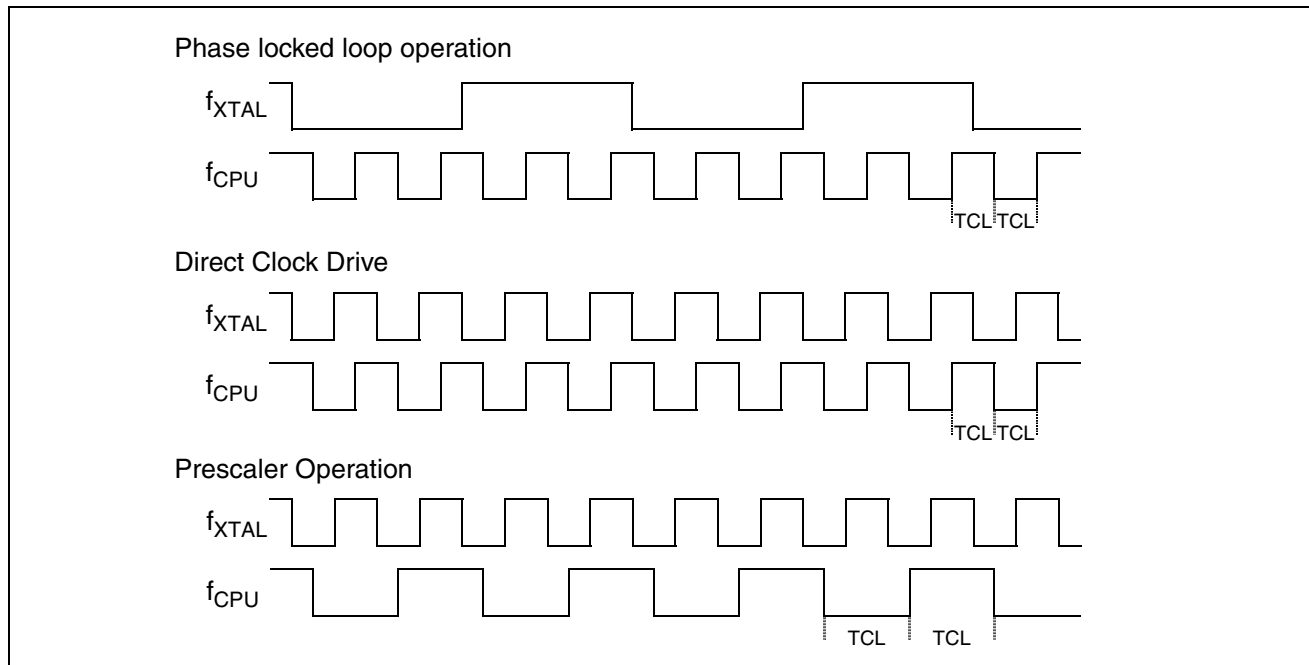 Phase locked loop operation
fXTAL
fCPU
TCL TCL
Direct Clock Drive
fXTAL
fCPU
TCL TCL
Prescaler Operation
fXTAL
fCPU
TCL TCL